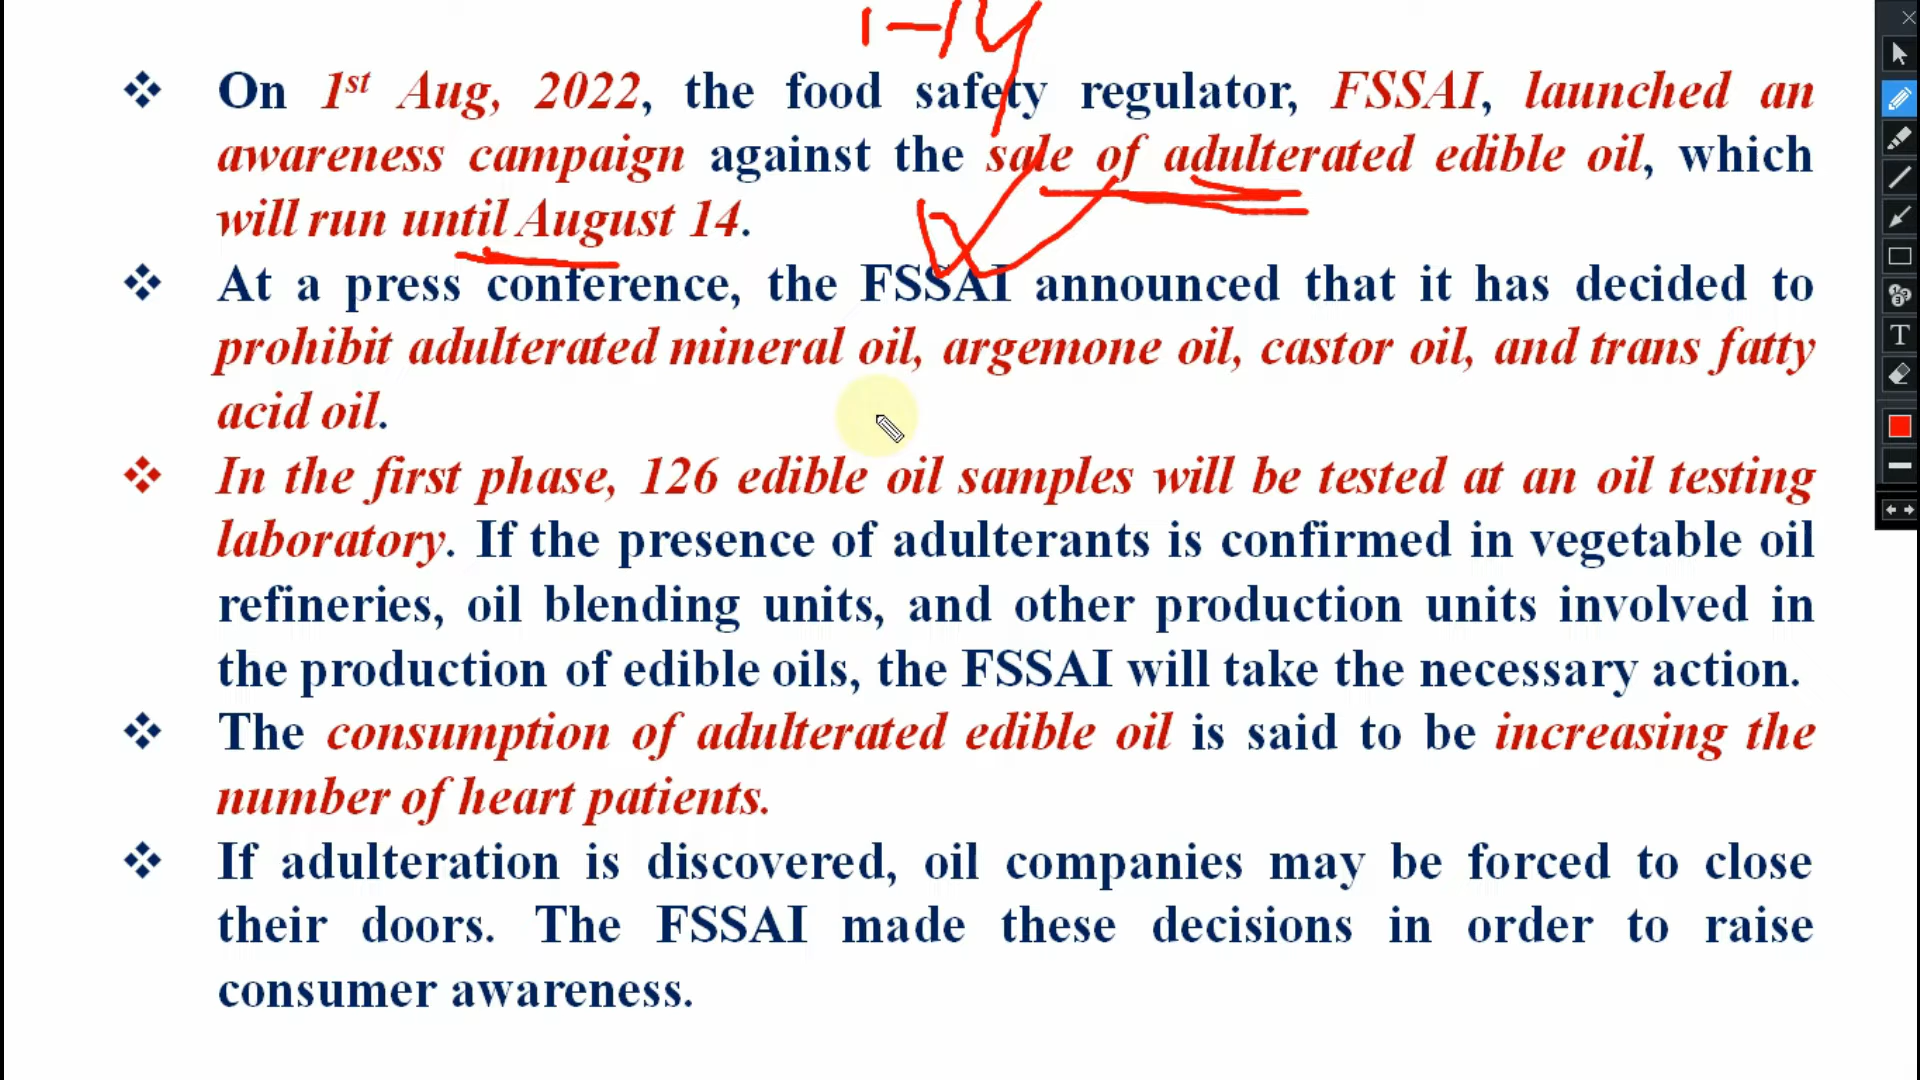 1-14
❖ On 1st Aug, 2022, the food safety regulator, FSSAI, launched an
awareness campaign against the sale of adulterated edible oil, which
will run until August 14.
❖ At a press conference, the FSSAI announced that it has decided to
prohibit adulterated mineral oil, argemone oil, castor oil, and trans fatty
acid oil.
❖ In the first phase, 126 edible oil samples will be tested at an oil testing
laboratory. If the presence of adulterants is confirmed in vegetable oil
refineries, oil blending units, and other production units involved in
the production of edible oils, the FSSAI will take the necessary action.
❖ The consumption of adulterated edible oil is said to be increasing the
number of heart patients.
❖ If adulteration is discovered, oil companies may be forced to close
their doors. The FSSAI made these decisions in order to raise
consumer awareness.